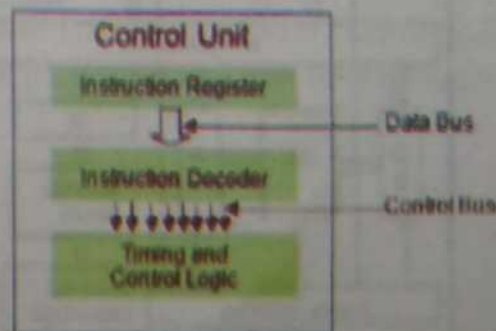 Control Unit
Instruction Register
Data Bus
Instruction Decoder
Control Bus
Timing and
Control Logic